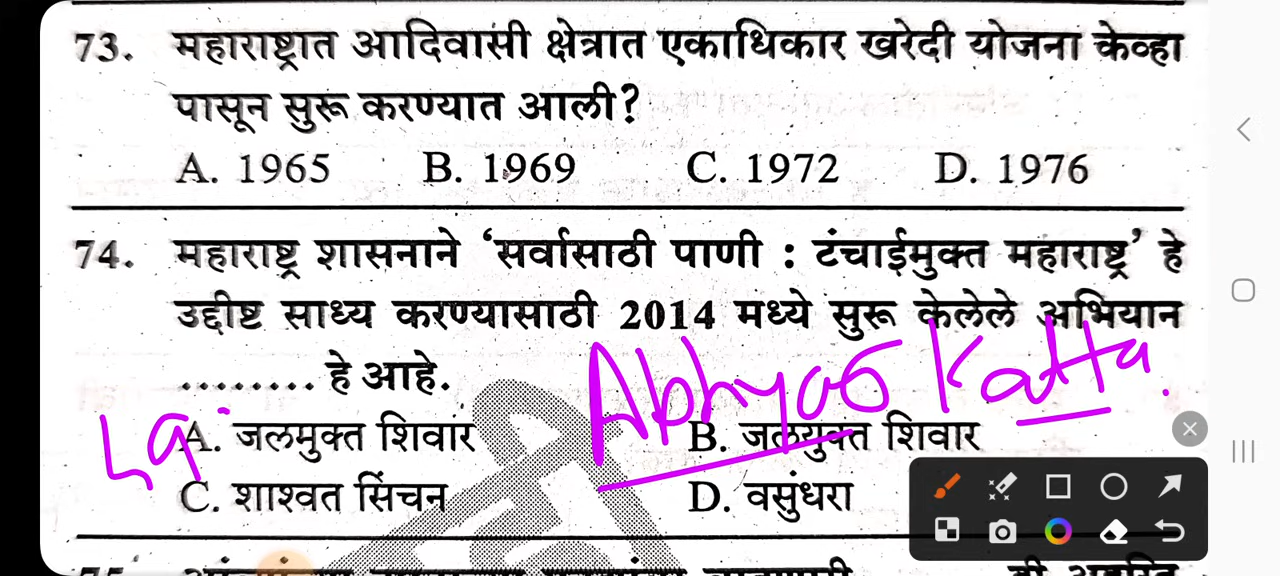 73. महाराष्ट्रात आदिवासी क्षेत्रात एकाधिकार खरेदी योजना केव्हा
पासून सुरू करण्यात आली?
A. 1965 B. 1969 C. 1972 D. 1976
74. महाराष्ट्र शासनाने ‘सर्वासाठी पाणी : टंचाईमुक्त महाराष्ट्र’ हे
उद्दीष्ट साध्य करण्यासाठी 2014 मध्ये सुरू केलेले अभियान
........ हे आहे.
Abhyas Katta.
A. जलमुक्त शिवार B. जलयुक्त शिवार
C. शाश्वत सिंचन D. वसुंधरा